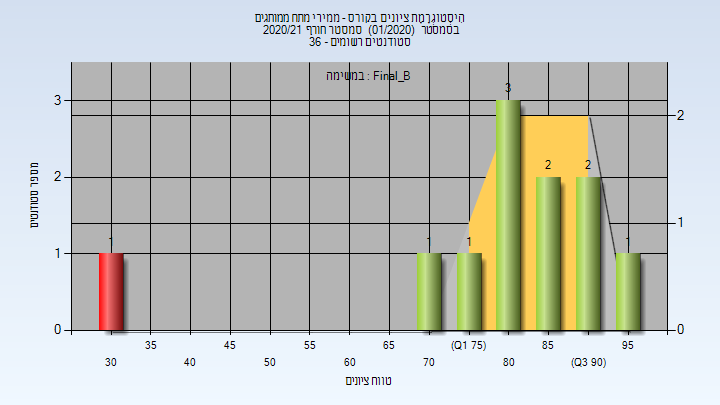 היסטוגרמת ציונים בקורס - ממירי מתח ממותגים
בסמסטר (01/2020) סמסטר חורף 2020/21
סטודנטים רשומים - 36
במשימה : Final_B
מספר סטודנטים
3
2
1
0
2
1
0
1
1
1
3
2
2
1
35 45 55 65 (Q1 75) 85 95
30 40 50 60 70 80 (Q3 90)
טווח ציונים